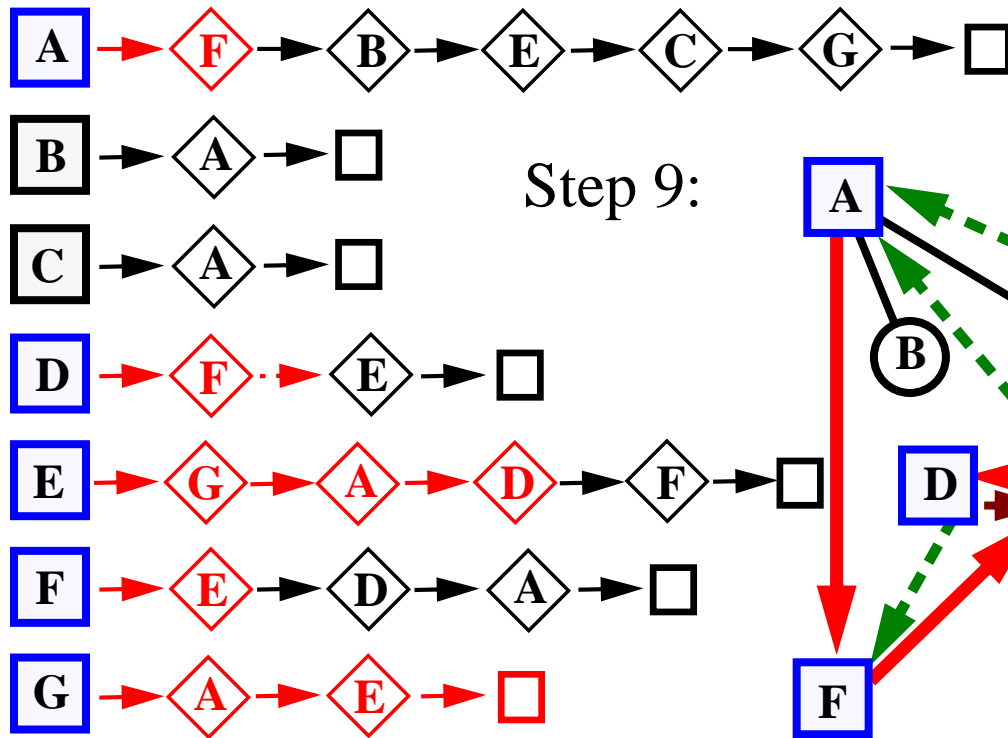 A F B E C G
B A
Step 9:
A
C A
B
D F E
E G A D F
D
F E D A
G A E
F